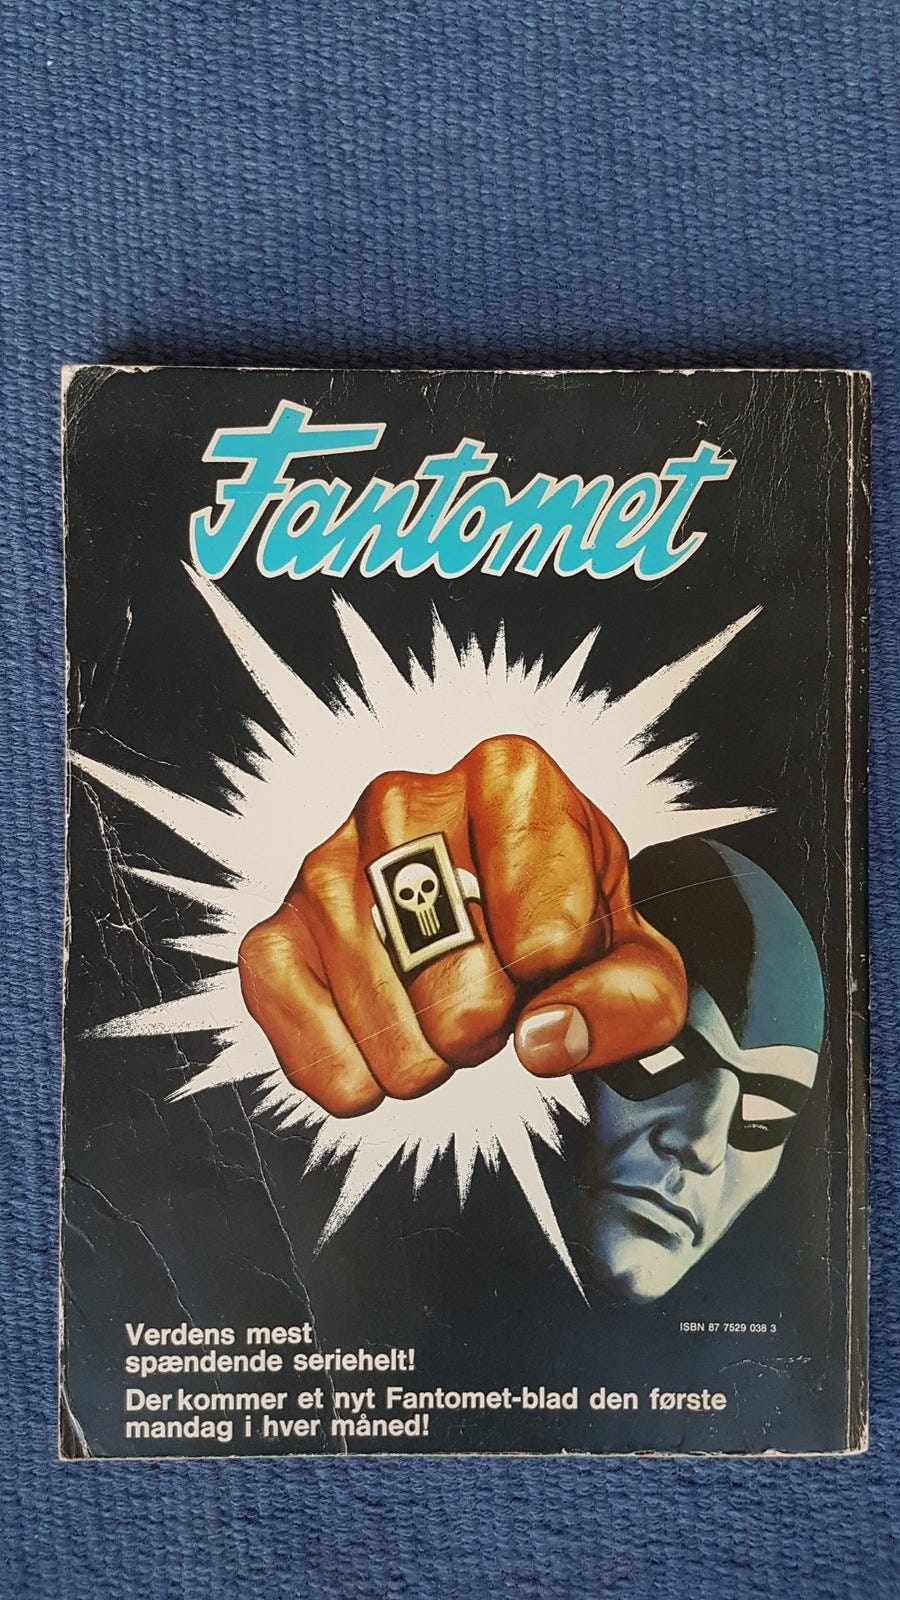 Fantomet
Verdens mest
spændende seriehelt!
ISBN 87 7529 038 3
Der kommer et nyt Fantomet-blad den første
mandag i hver måned!